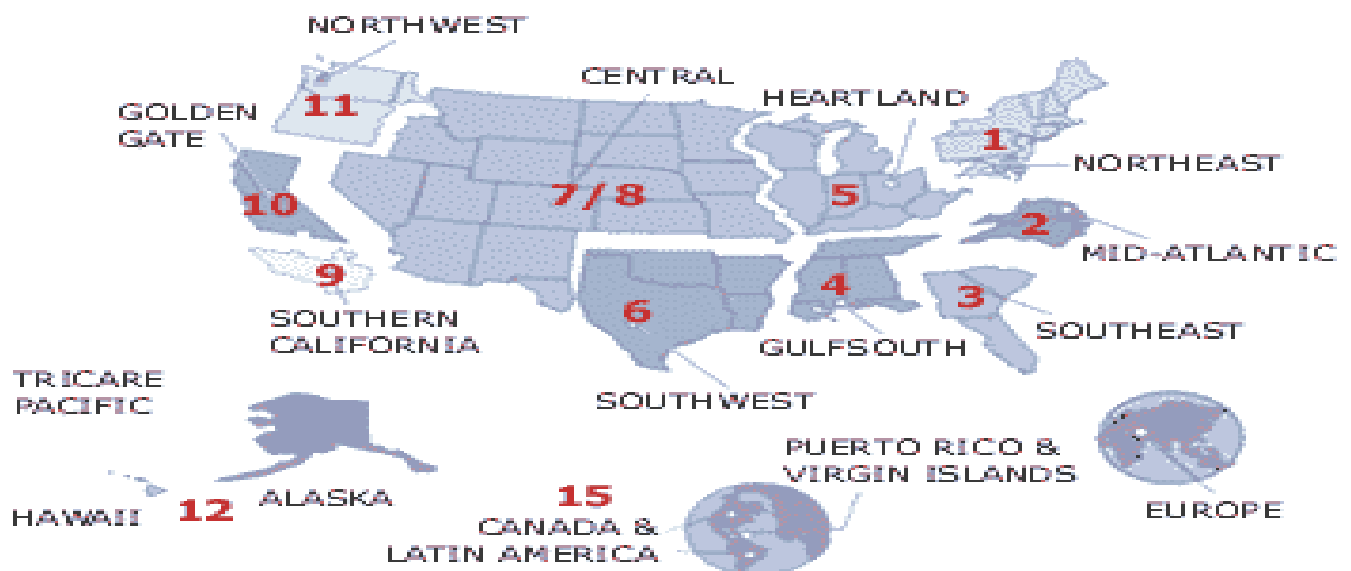 NORTHWEST
CENTRAL
HEARTLAND
11
GOLDEN
GATE
1
NORTHEAST
10
7/8
5
2
MID-ATLANTIC
9
6
4
3
SOUTHERN
CALIFORNIA
SOUTHEAST
GULFSOUTH
TRICARE
PACIFIC
SOUTHWEST
PUERTO RICO &
VIRGIN ISLANDS
15
ALASKA
HAWAII
12
CANADA &
LATIN AMERICA
EUROPE